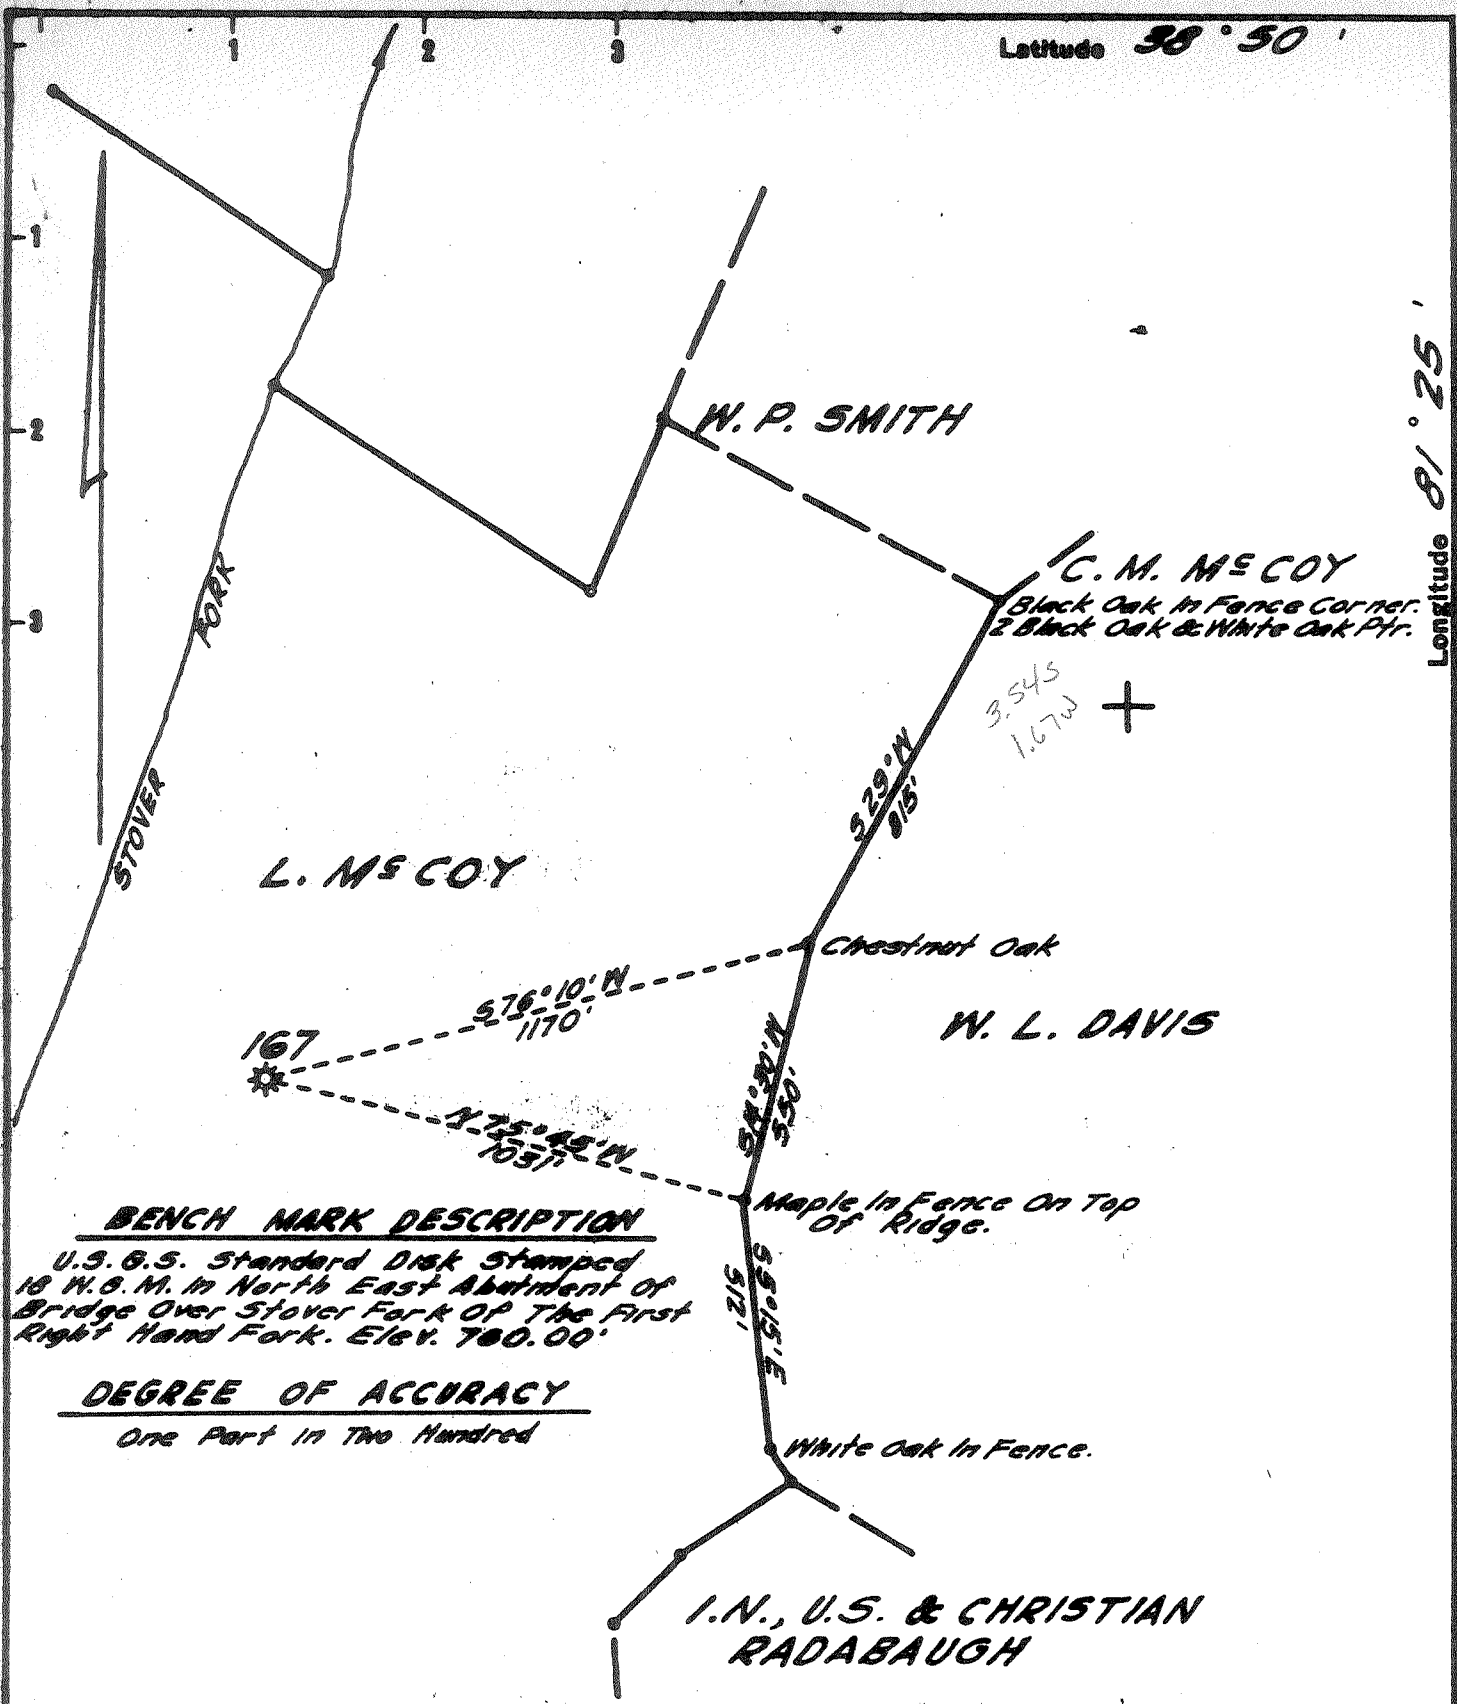 1 2 3 Latitude 38°50'
1
2
3
Longitude 81°25'
W. P. SMITH
C. M. McCOY
Black Oak In Fence Corner.
2 Black Oak & White Oak Ptr.
3.54S
1.67W
FORK
STOVER
S 29° W
815'
L. McCOY
Chestnut Oak
S 76° 10' W
1170'
W. L. DAVIS
167
S 14° 30' W
550'
N 75° 45' W
1031'
Maple In Fence On Top
Of Ridge.
BENCH MARK DESCRIPTION
U.S.G.S. Standard Disk Stamped
18 W.G.M. In North East Abutment Of
Bridge Over Stover Fork Of The First
Right Hand Fork. Elev. 780.00'
S 5° 15' E
512'
DEGREE OF ACCURACY
One Part In Two Hundred
White Oak In Fence.
I.N., U.S. & CHRISTIAN
RADABAUGH